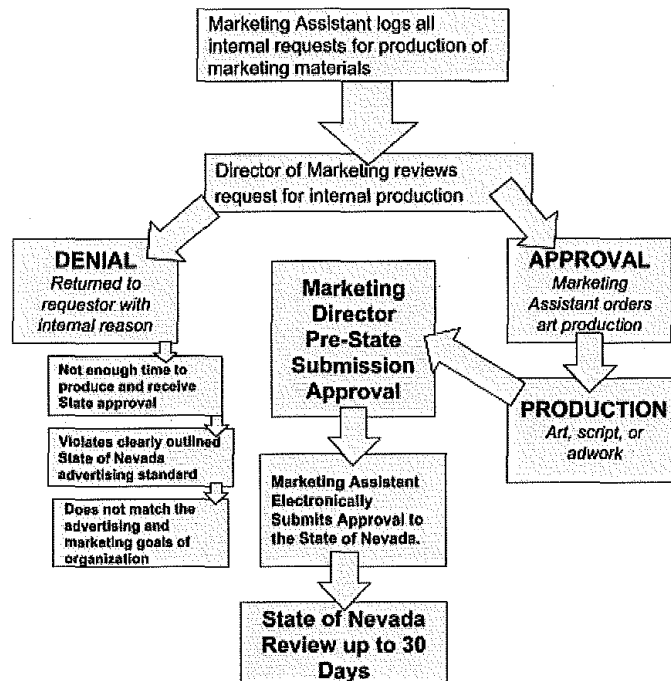 Marketing Assistant logs all
internal requests for production of
marketing materials
Director of Marketing reviews
request for internal production
DENIAL
Returned to
requestor with
internal reason
Not enough time to
produce and receive
State approval
Violates clearly outlined
State of Nevada
advertising standard
Does not match the
advertising and
marketing goals of
organization
APPROVAL
Marketing
Assistant orders
art production
PRODUCTION
Art, script, or
adwork
Marketing
Director
Pre-State
Submission
Approval
Marketing Assistant
Electronically
Submits Approval to
the State of Nevada.
State of Nevada
Review up to 30
Days